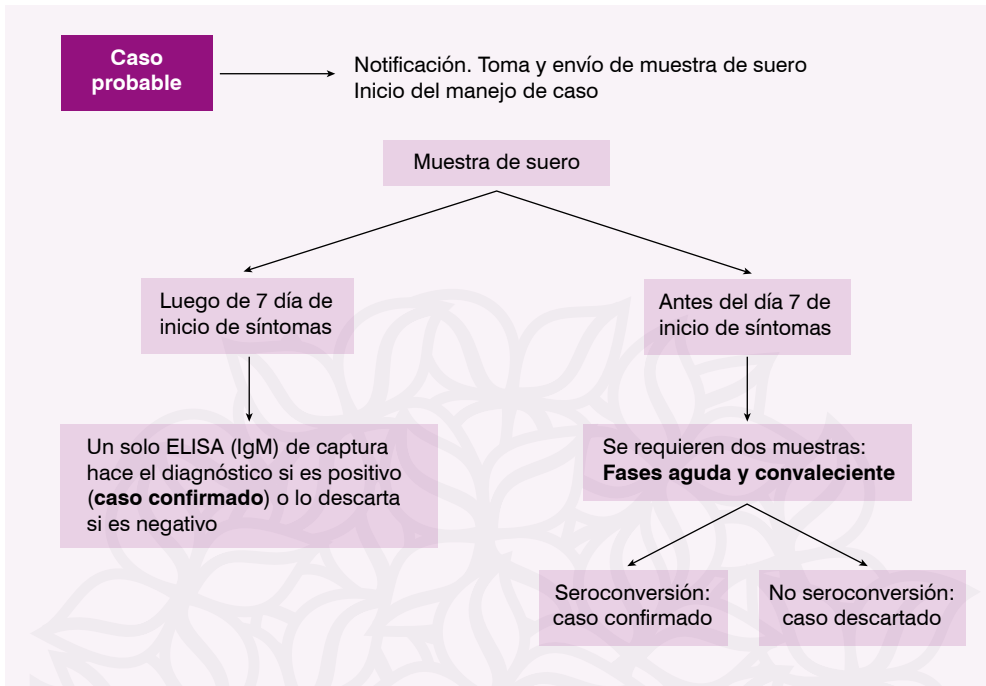 Caso
probable
Notificación. Toma y envío de muestra de suero
Inicio del manejo de caso
Muestra de suero
Luego de 7 día de
inicio de síntomas
Antes del día 7 de
inicio de síntomas
Un solo ELISA (IgM) de captura
hace el diagnóstico si es positivo
(caso confirmado) o lo descarta
si es negativo
Se requieren dos muestras:
Fases aguda y convaleciente
Seroconversión:
caso confirmado
No seroconversión:
caso descartado